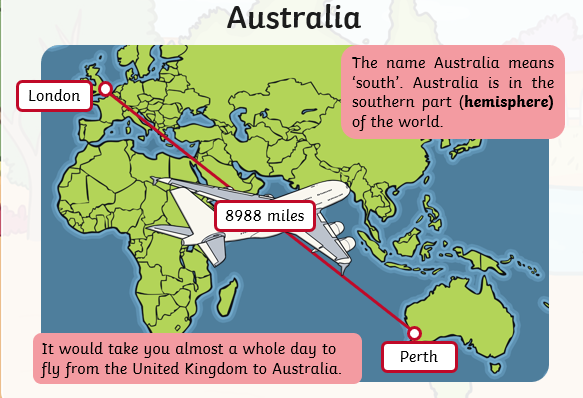 Australia
The name Australia means
‘south’. Australia is in the
southern part (hemisphere)
of the world.
London
8988 miles
Perth
It would take you almost a whole day to
fly from the United Kingdom to Australia.